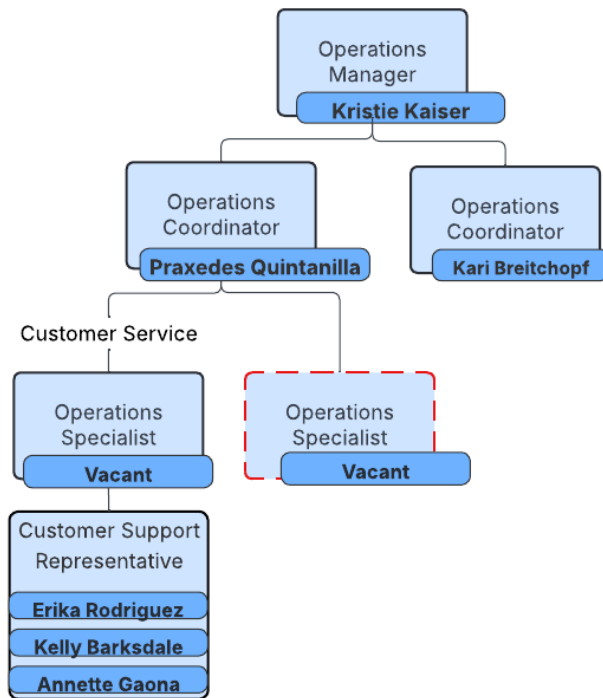 Operations
Manager
Kristie Kaiser
Operations
Coordinator
Praxedes Quintanilla
Operations
Coordinator
Kari Breitchopf
Customer Service
Operations
Specialist
Vacant
Operations
Specialist
Vacant
Customer Support
Representative
Erika Rodriguez
Kelly Barksdale
Annette Gaona